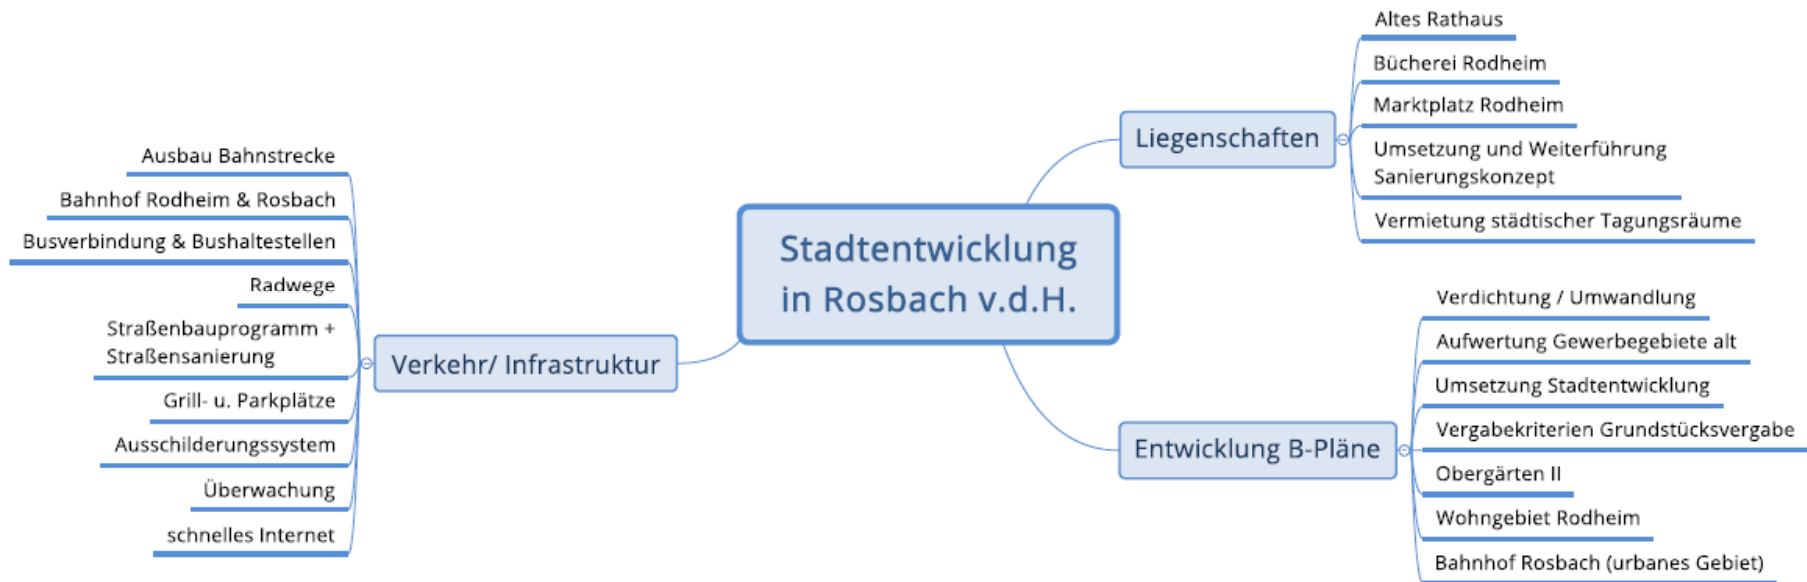 Stadtentwicklung
in Rosbach v.d.H.
Liegenschaften
Altes Rathaus
Bücherei Rodheim
Marktplatz Rodheim
Umsetzung und Weiterführung
Sanierungskonzept
Vermietung städtischer Tagungsräume
Entwicklung B-Pläne
Verdichtung / Umwandlung
Aufwertung Gewerbegebiete alt
Umsetzung Stadtentwicklung
Vergabekriterien Grundstücksvergabe
Obergärten II
Wohngebiet Rodheim
Bahnhof Rosbach (urbanes Gebiet)
Verkehr/ Infrastruktur
Ausbau Bahnstrecke
Bahnhof Rodheim & Rosbach
Busverbindung & Bushaltestellen
Radwege
Straßenbauprogramm +
Straßensanierung
Grill- u. Parkplätze
Ausschilderungssystem
Überwachung
schnelles Internet